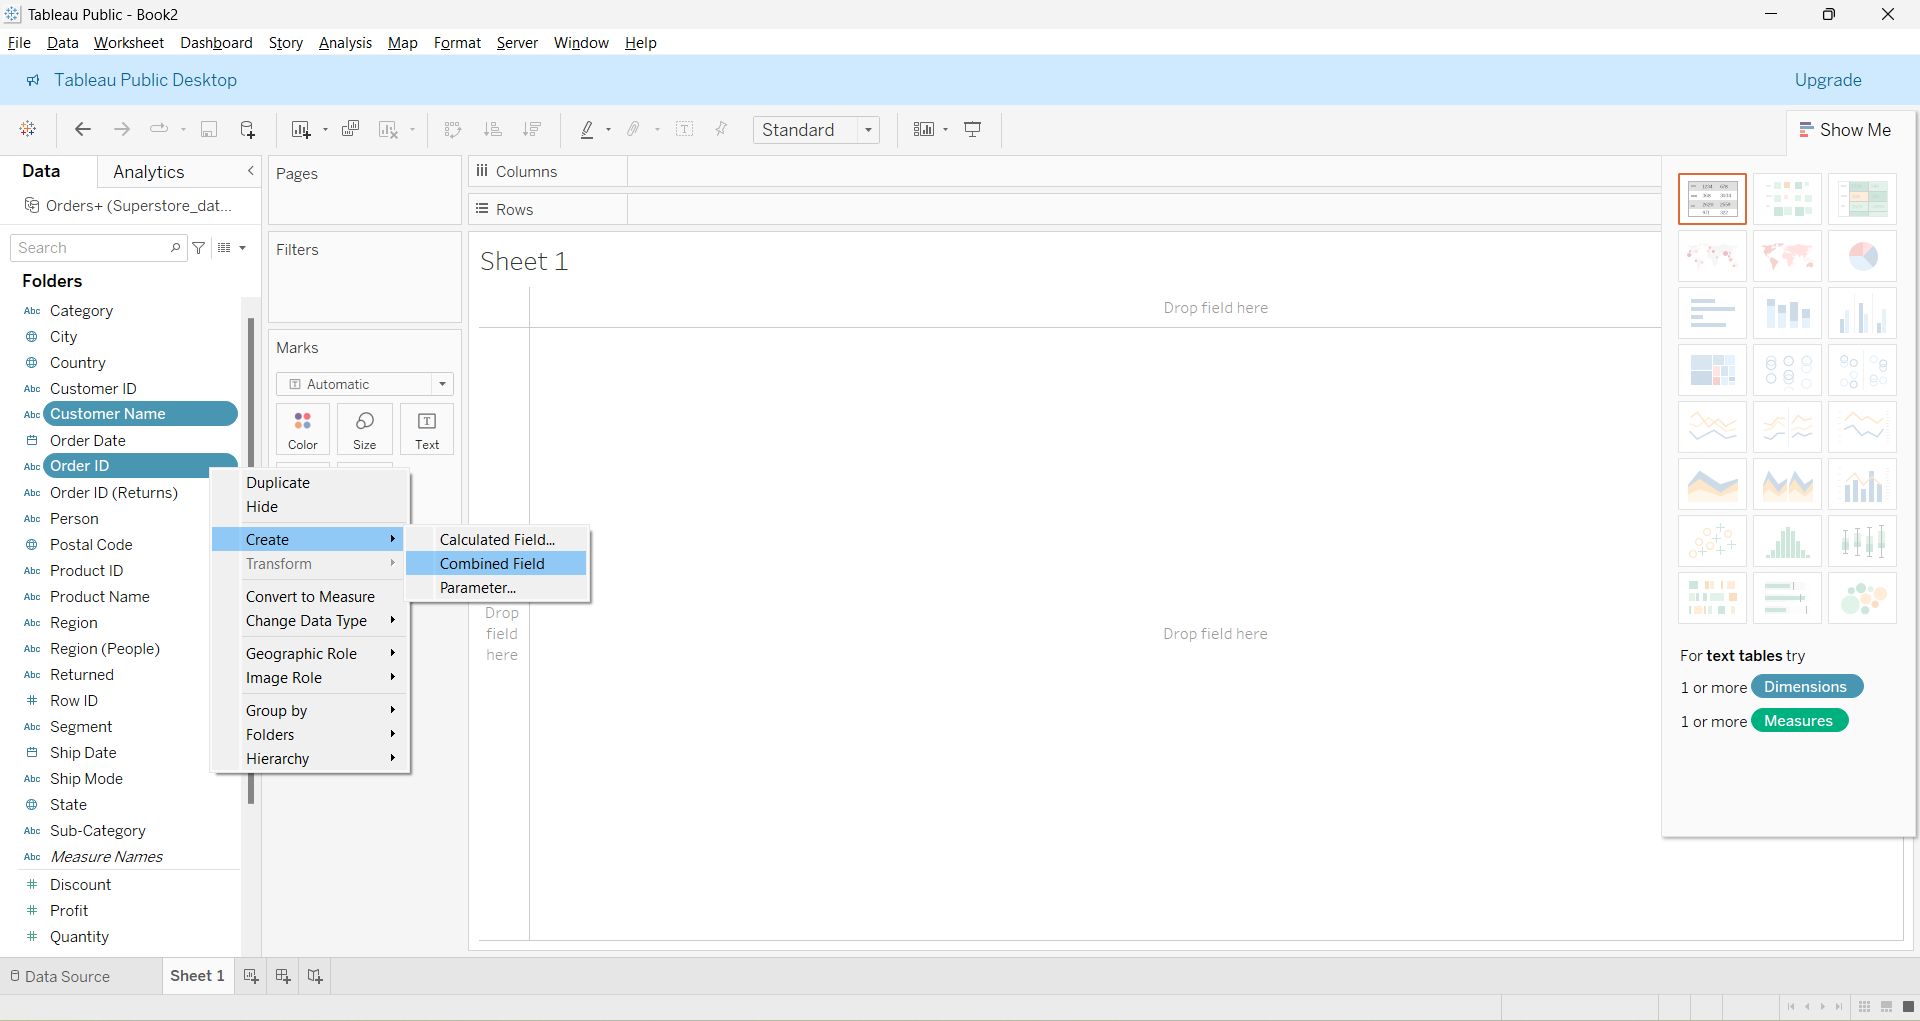 Tableau Public - Book2
File Data Worksheet Dashboard Story Analysis Map Format Server Window Help
Tableau Public Desktop
Upgrade
Standard
Show Me
Data
Analytics
Orders+ (Superstore_dat...
Search
Folders
Abc Category
City
Country
Abc Customer ID
Abc Customer Name
Order Date
Abc Order ID
Abc Order ID (Returns)
Abc Person
Postal Code
Abc Product ID
Abc Product Name
Abc Region
Abc Region (People)
Abc Returned
# Row ID
Abc Segment
Ship Date
Abc Ship Mode
State
Abc Sub-Category
Abc Measure Names
# Discount
# Profit
# Quantity
Pages
Filters
Marks
Automatic
Color
Size
Text
Duplicate
Hide
Create
Transform
Convert to Measure
Change Data Type
Geographic Role
Image Role
Group by
Folders
Hierarchy
Calculated Field...
Combined Field
Parameter...
Columns
Rows
Sheet 1
Drop field here
Drop
field
here
Drop field here
For text tables try
1 or more Dimensions
1 or more Measures
Data Source
Sheet 1